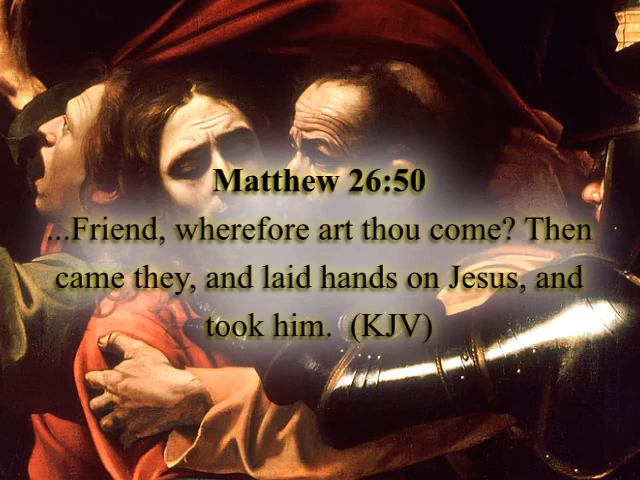 Matthew 26:50
...Friend, wherefore art thou come? Then
came they, and laid hands on Jesus, and
took him.  (KJV)